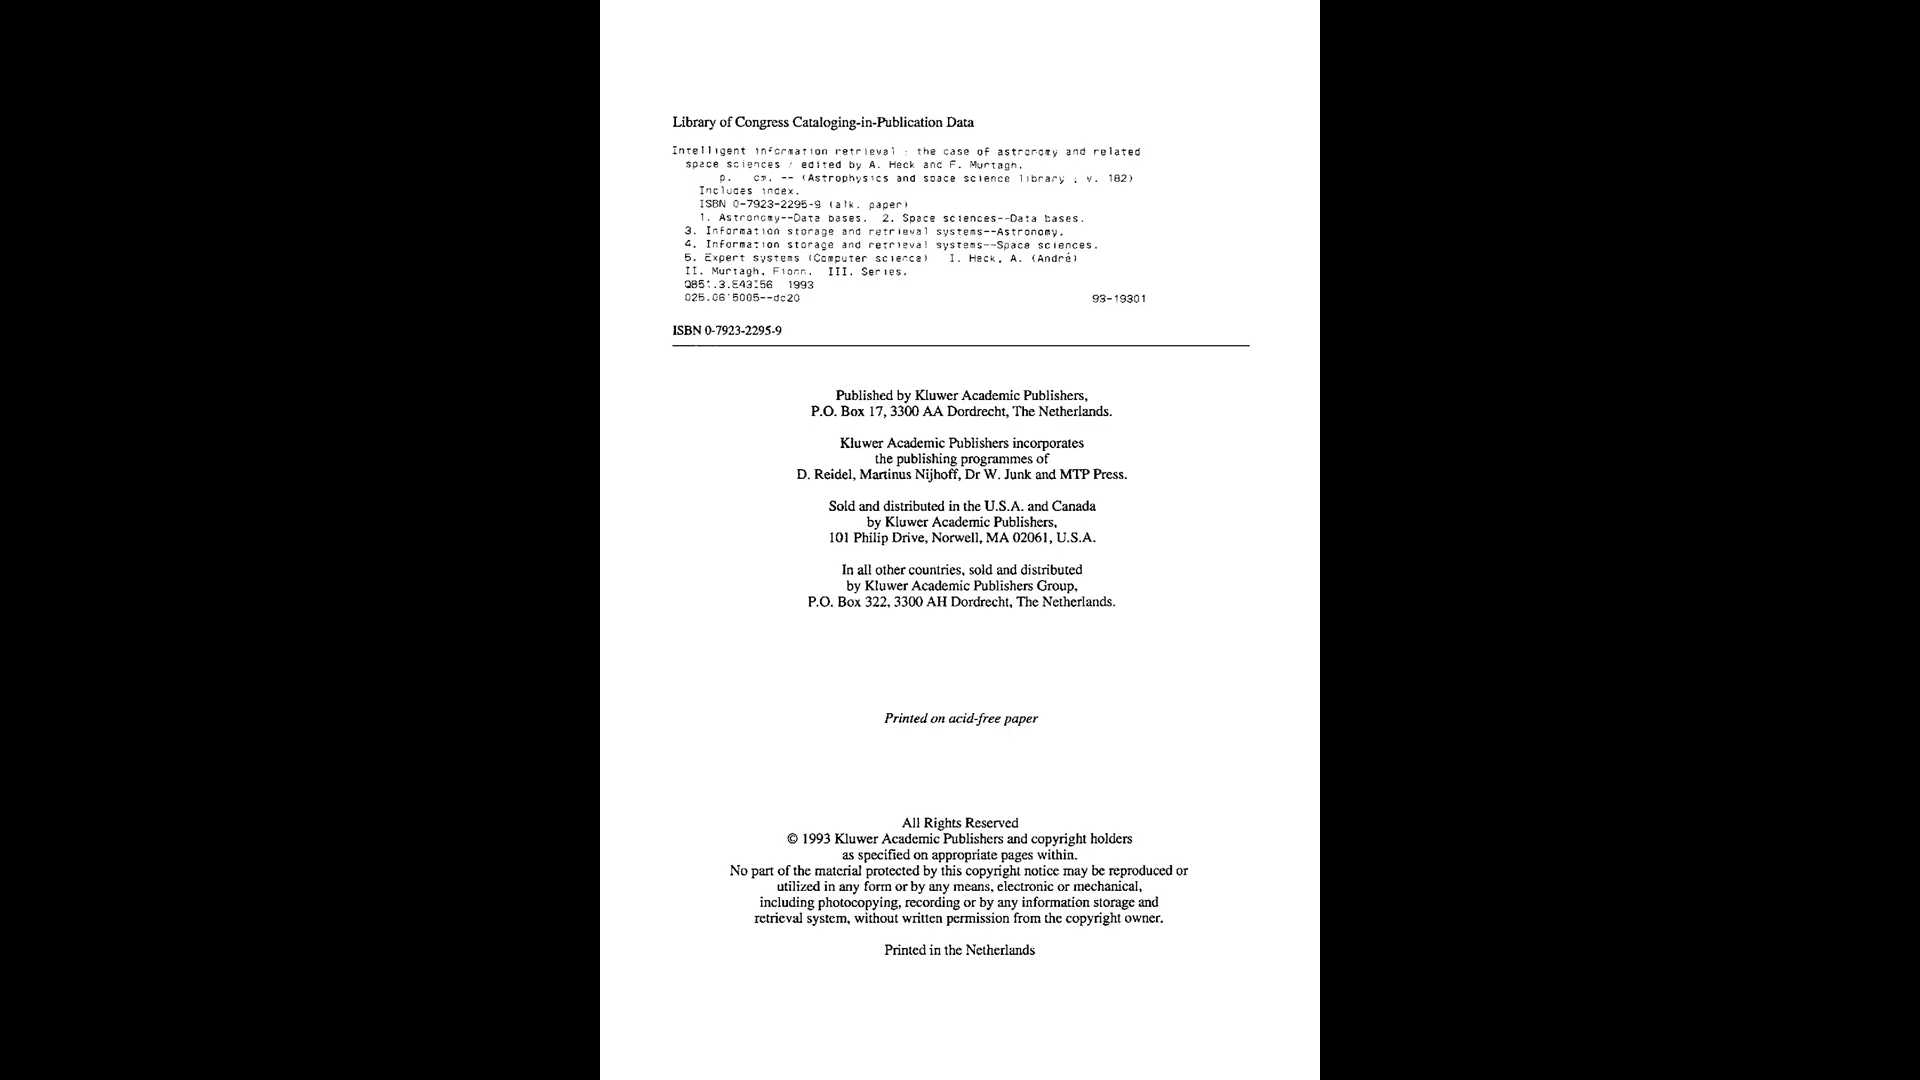 Library of Congress Cataloging-in-Publication Data
Intelligent information retrieval : the case of astronomy and related
space sciences / edited by A. Heck and F. Murtagh.
p. cm. -- (Astrophysics and space science library ; v. 182)
Includes index.
ISBN 0-7923-2295-9 (alk. paper)
1. Astronomy--Data bases. 2. Space sciences--Data bases.
3. Information storage and retrieval systems--Astronomy.
4. Information storage and retrieval systems--Space sciences.
5. Expert systems (Computer science) I. Heck, A. (André)
II. Murtagh, Fionn. III. Series.
QB51.3.E43I56 1993
025.06'5005--dc20 93-19301
ISBN 0-7923-2295-9
Published by Kluwer Academic Publishers,
P.O. Box 17, 3300 AA Dordrecht, The Netherlands.
Kluwer Academic Publishers incorporates
the publishing programmes of
D. Reidel, Martinus Nijhoff, Dr W. Junk and MTP Press.
Sold and distributed in the U.S.A. and Canada
by Kluwer Academic Publishers,
101 Philip Drive, Norwell, MA 02061, U.S.A.
In all other countries, sold and distributed
by Kluwer Academic Publishers Group,
P.O. Box 322, 3300 AH Dordrecht, The Netherlands.
Printed on acid-free paper
All Rights Reserved
© 1993 Kluwer Academic Publishers and copyright holders
as specified on appropriate pages within.
No part of the material protected by this copyright notice may be reproduced or
utilized in any form or by any means, electronic or mechanical,
including photocopying, recording or by any information storage and
retrieval system, without written permission from the copyright owner.
Printed in the Netherlands